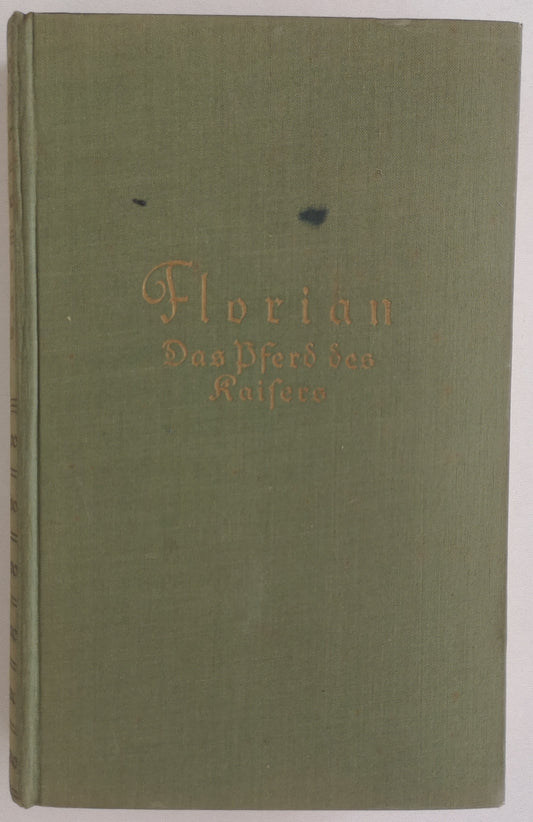 Florian
Das Pferd des
Kaiſers